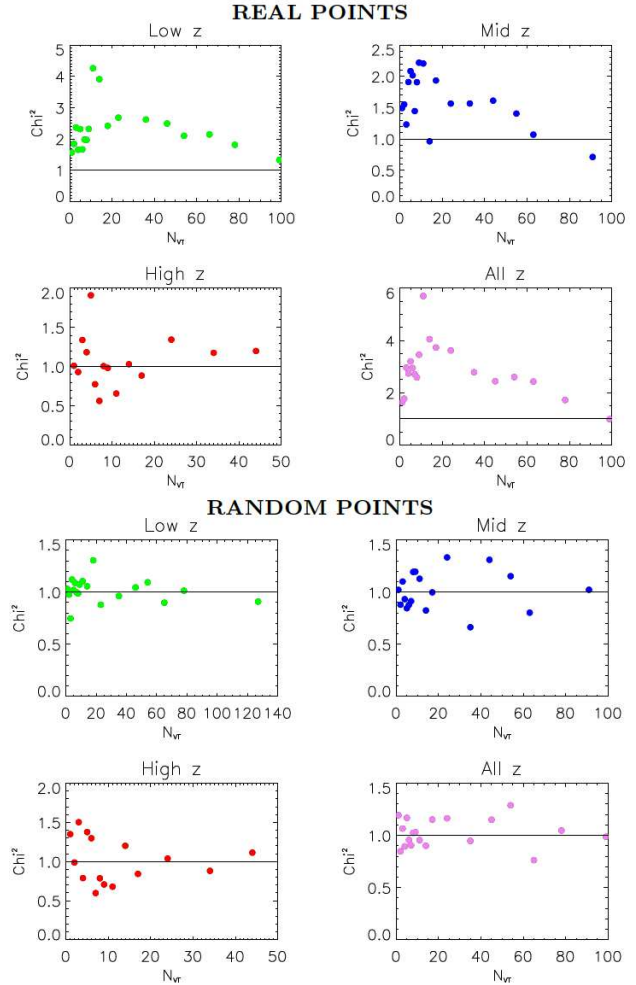 REAL POINTS
Low z
Mid z
5
4
3
2
1
0
Chi²
0 20 40 60 80 100
N_VT
2.5
2.0
1.5
1.0
0.5
0.0
Chi²
0 20 40 60 80 100
N_VT
High z
All z
2.0
1.5
1.0
0.5
0.0
Chi²
0 10 20 30 40 50
N_VT
6
4
2
0
Chi²
0 20 40 60 80 100
N_VT
RANDOM POINTS
Low z
Mid z
1.5
1.0
0.5
0.0
Chi²
0 20 40 60 80 100 120 140
N_VT
1.5
1.0
0.5
0.0
Chi²
0 20 40 60 80 100
N_VT
High z
All z
2.0
1.5
1.0
0.5
0.0
Chi²
0 10 20 30 40 50
N_VT
1.5
1.0
0.5
0.0
Chi²
0 20 40 60 80 100
N_VT